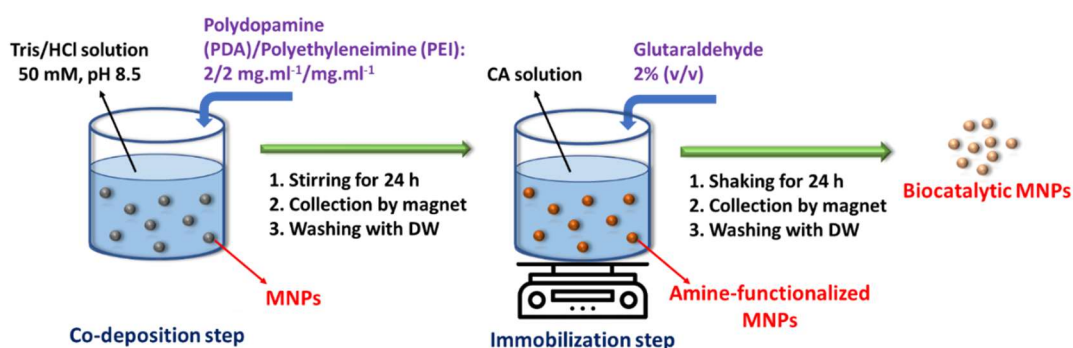 Tris/HCl solution
50 mM, pH 8.5
Polydopamine
(PDA)/Polyethyleneimine (PEI):
2/2 mg.ml⁻¹/mg.ml⁻¹
1. Stirring for 24 h
2. Collection by magnet
3. Washing with DW
MNPs
Co-deposition step
CA solution
Glutaraldehyde
2% (v/v)
1. Shaking for 24 h
2. Collection by magnet
3. Washing with DW
Amine-functionalized
MNPs
Immobilization step
Biocatalytic MNPs